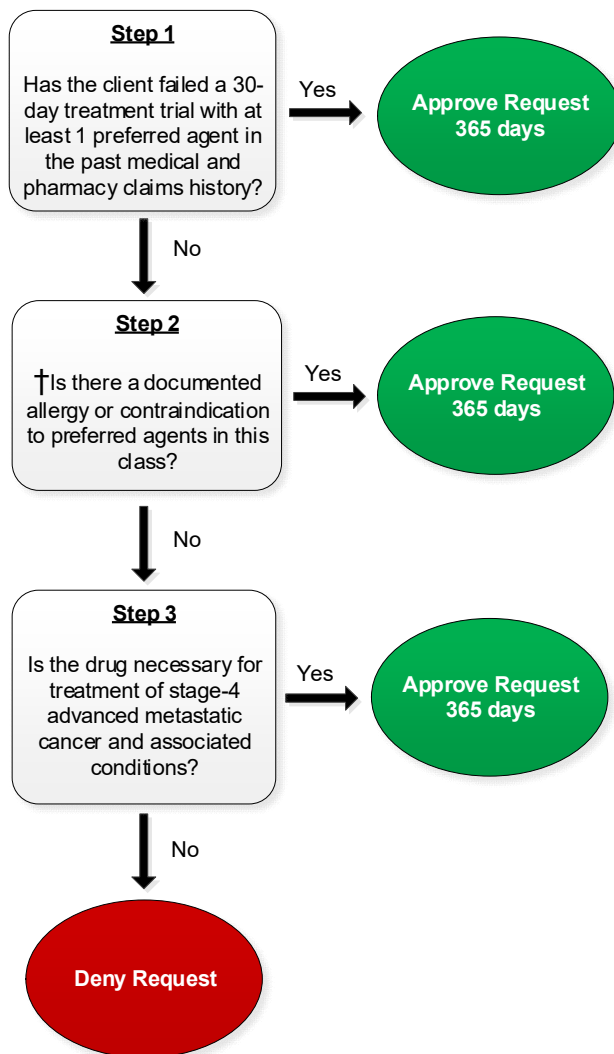 Step 1
Has the client failed a 30-
day treatment trial with at
least 1 preferred agent in
the past medical and
pharmacy claims history?
Yes
Approve Request
365 days
No
Step 2
†Is there a documented
allergy or contraindication
to preferred agents in this
class?
Yes
Approve Request
365 days
No
Step 3
Is the drug necessary for
treatment of stage-4
advanced metastatic
cancer and associated
conditions?
Yes
Approve Request
365 days
No
Deny Request